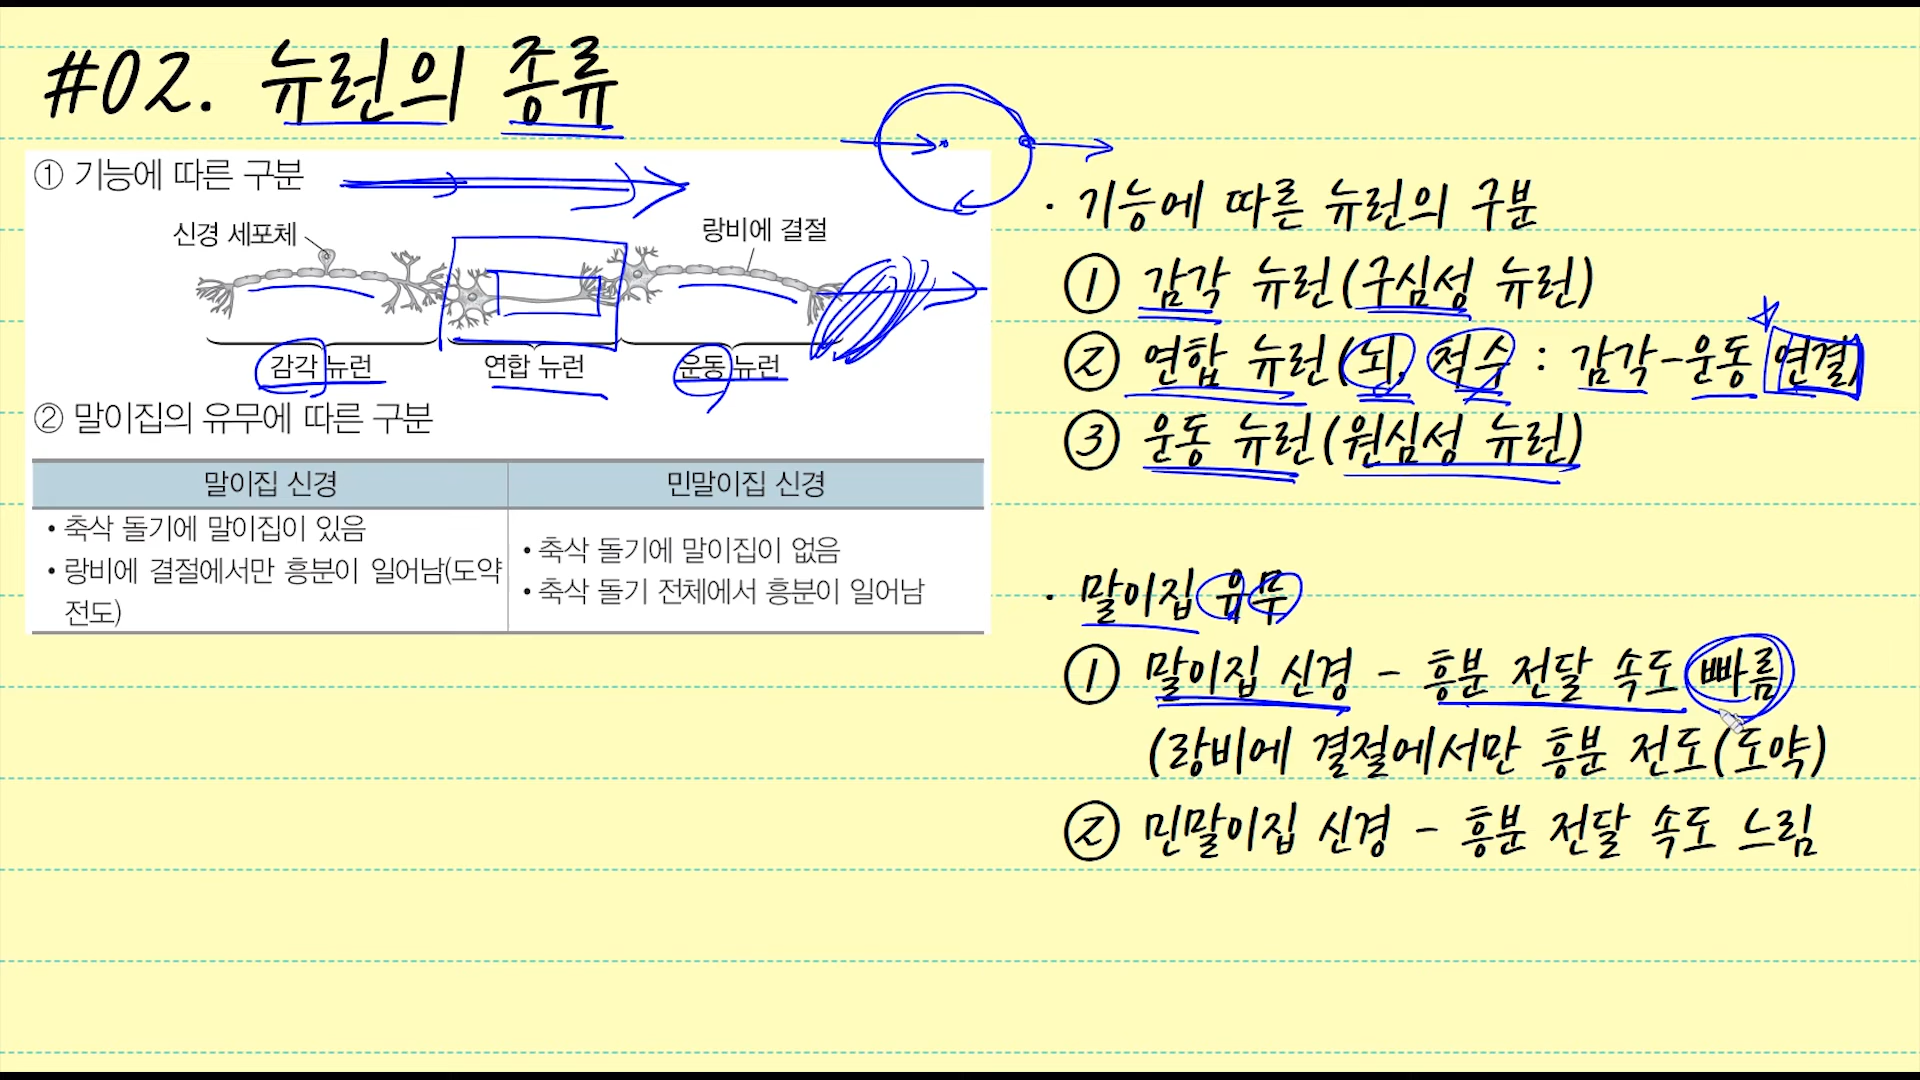 #02. 뉴런의 종류
① 기능에 따른 구분
신경 세포체
랑비에 결절
감각 뉴런
연합 뉴런
운동 뉴런
② 말이집의 유무에 따른 구분
말이집 신경
민말이집 신경
• 축삭 돌기에 말이집이 있음
• 랑비에 결절에서만 흥분이 일어남(도약
전도)
• 축삭 돌기에 말이집이 없음
• 축삭 돌기 전체에서 흥분이 일어남
· 기능에 따른 뉴런의 구분
① 감각 뉴런(구심성 뉴런)
② 연합 뉴런(뇌, 척수 : 감각-운동 연결)
③ 운동 뉴런(원심성 뉴런)
· 말이집 유무
① 말이집 신경 - 흥분 전달 속도 빠름
(랑비에 결절에서만 흥분 전도(도약)
② 민말이집 신경 - 흥분 전달 속도 느림